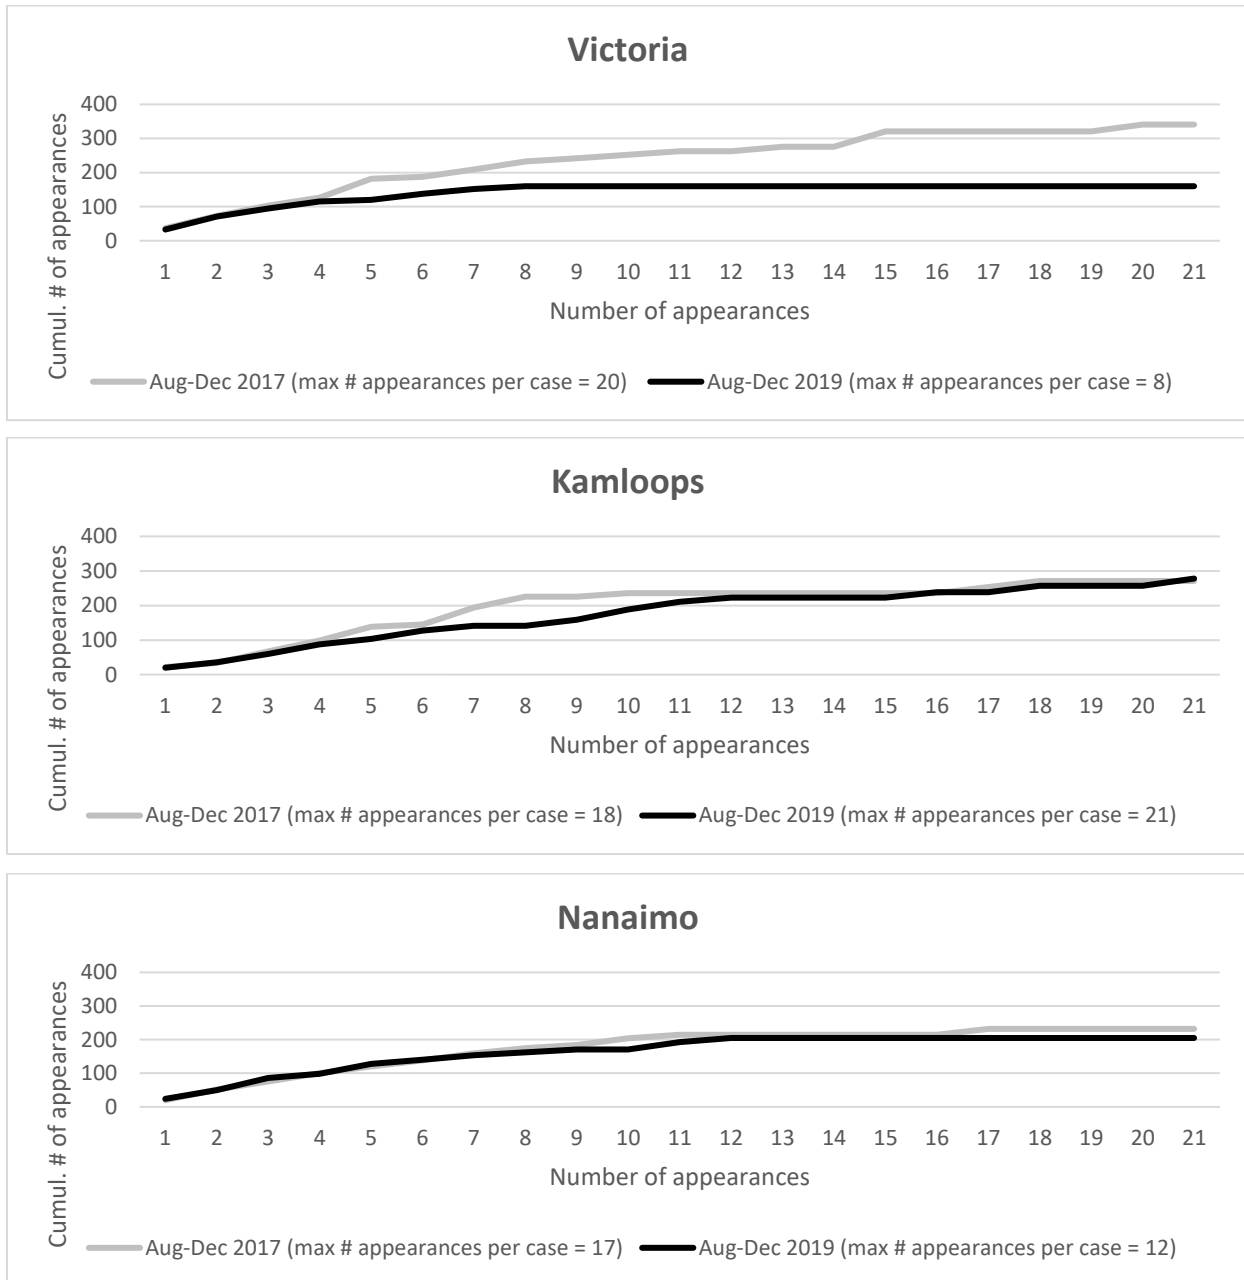 Victoria
Cumul. # of appearances
400
300
200
100
0
1 2 3 4 5 6 7 8 9 10 11 12 13 14 15 16 17 18 19 20 21
Number of appearances
Aug-Dec 2017 (max # appearances per case = 20) Aug-Dec 2019 (max # appearances per case = 8)
Kamloops
Cumul. # of appearances
400
300
200
100
0
1 2 3 4 5 6 7 8 9 10 11 12 13 14 15 16 17 18 19 20 21
Number of appearances
Aug-Dec 2017 (max # appearances per case = 18) Aug-Dec 2019 (max # appearances per case = 21)
Nanaimo
Cumul. # of appearances
400
300
200
100
0
1 2 3 4 5 6 7 8 9 10 11 12 13 14 15 16 17 18 19 20 21
Number of appearances
Aug-Dec 2017 (max # appearances per case = 17) Aug-Dec 2019 (max # appearances per case = 12)